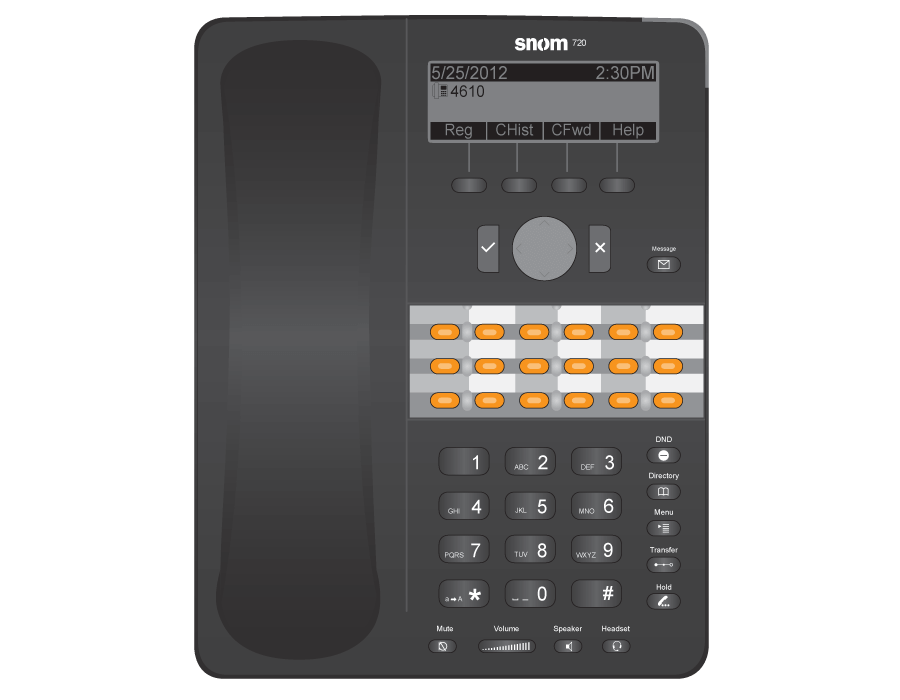 snom 720
5/25/2012 2:30PM
4610
Reg CHist CFwd Help
Message
DND
1 ABC 2 DEF 3
Directory
GHI 4 JKL 5 MNO 6
Menu
PQRS 7 TUV 8 WXYZ 9
Transfer
Hold
a➡A * 0 #
Mute Volume Speaker Headset